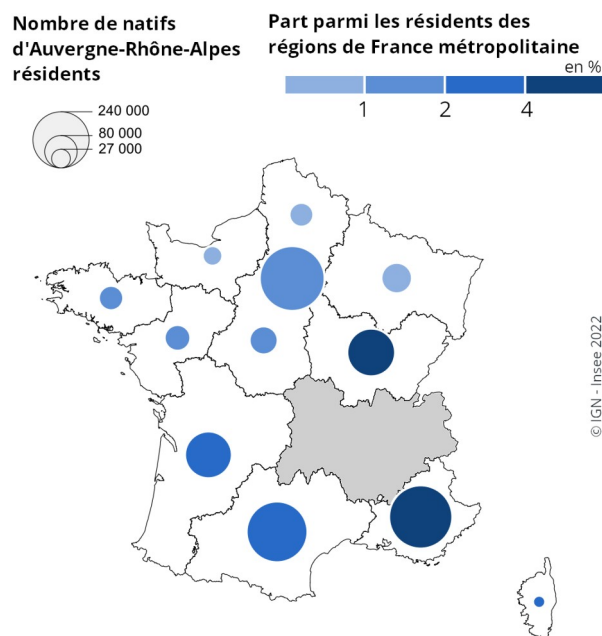 Nombre de natifs
d'Auvergne-Rhône-Alpes
résidents
240 000
80 000
27 000
Part parmi les résidents des
régions de France métropolitaine
en %
1 2 4
© IGN - Insee 2022